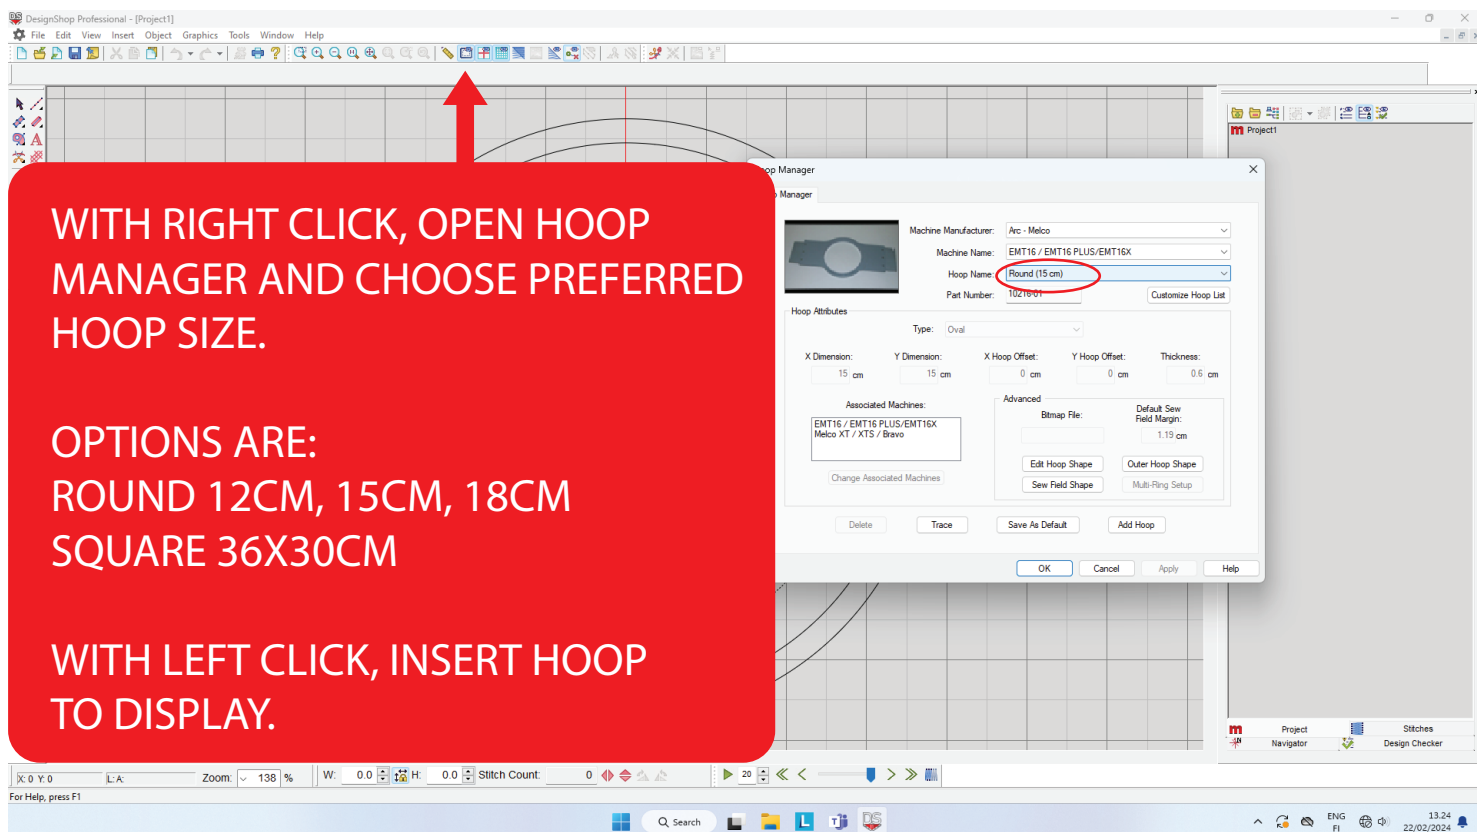 DesignShop Professional - [Project1]
File Edit View Insert Object Graphics Tools Window Help
Project1
WITH RIGHT CLICK, OPEN HOOP
MANAGER AND CHOOSE PREFERRED
HOOP SIZE.
OPTIONS ARE:
ROUND 12CM, 15CM, 18CM
SQUARE 36X30CM
WITH LEFT CLICK, INSERT HOOP
TO DISPLAY.
Manager
Manager
Machine Manufacturer: Arc - Melco
Machine Name: EMT16 / EMT16 PLUS/EMT16X
Hoop Name: Round (15 cm)
Part Number: 10216-01 Customize Hoop List
Hoop Attributes
Type: Oval
X Dimension: Y Dimension: X Hoop Offset: Y Hoop Offset: Thickness:
15 cm 15 cm 0 cm 0 cm 0.6 cm
Associated Machines:
EMT16 / EMT16 PLUS/EMT16X
Melco XT / XTS / Bravo
Change Associated Machines
Advanced
Bitmap File: Default Sew
Field Margin:
1.19 cm
Edit Hoop Shape Outer Hoop Shape
Sew Field Shape Multi-Ring Setup
Delete Trace Save As Default Add Hoop
OK Cancel Apply Help
Project Stitches
Navigator Design Checker
X: 0 Y: 0 L: A: Zoom: 138 % W: 0.0 H: 0.0 Stitch Count: 0 20
For Help, press F1
Search
ENG 13.24
FI 22/02/2024